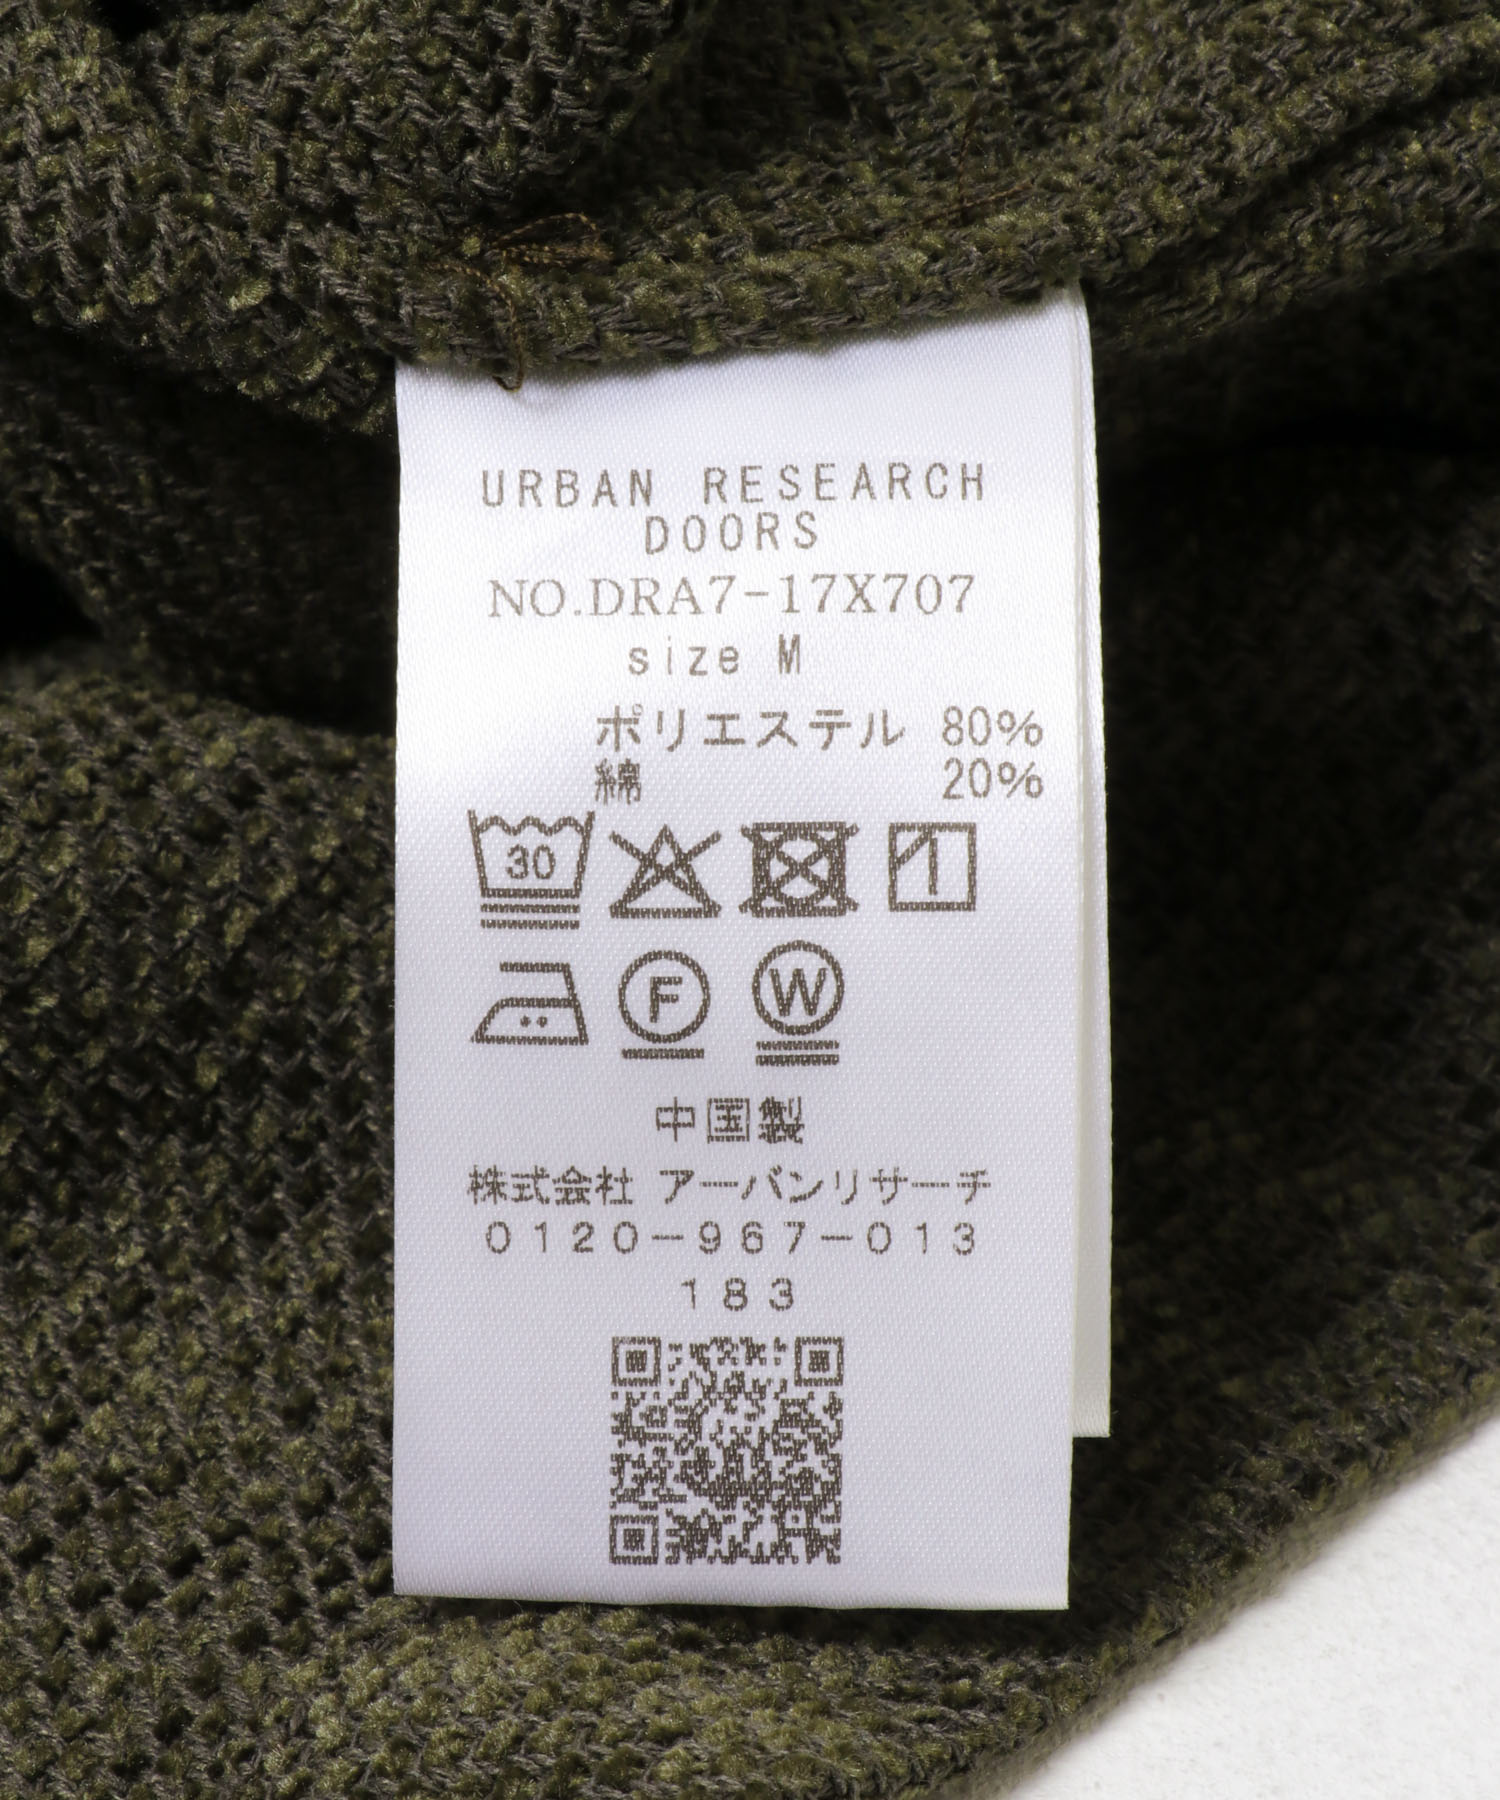 URBAN RESEARCH
DOORS
NO.DRA7-17X707
size M
ポリエステル 80%
綿 20%
30
F
W
中国製
株式会社 アーバンリサーチ
0120-967-013
183